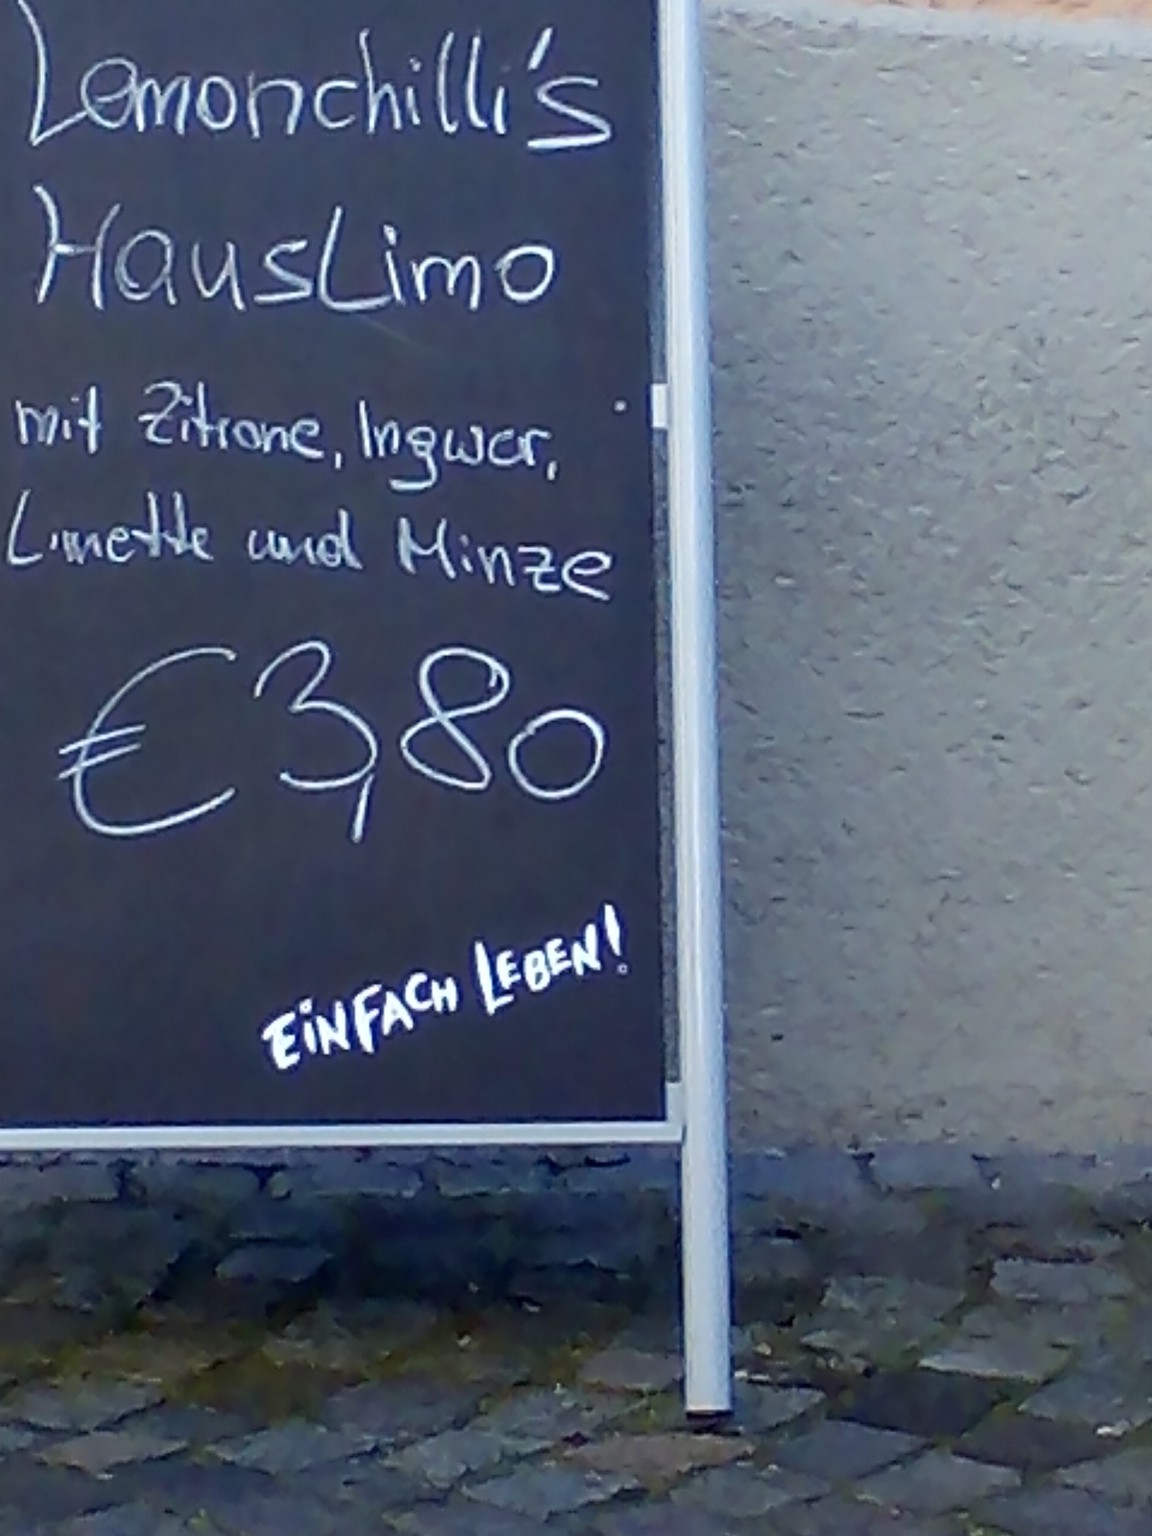 Lemonchilli's
HausLimo
mit Zitrone, Ingwer,
Limette und Minze
€3,80
EINFACH LEBEN!